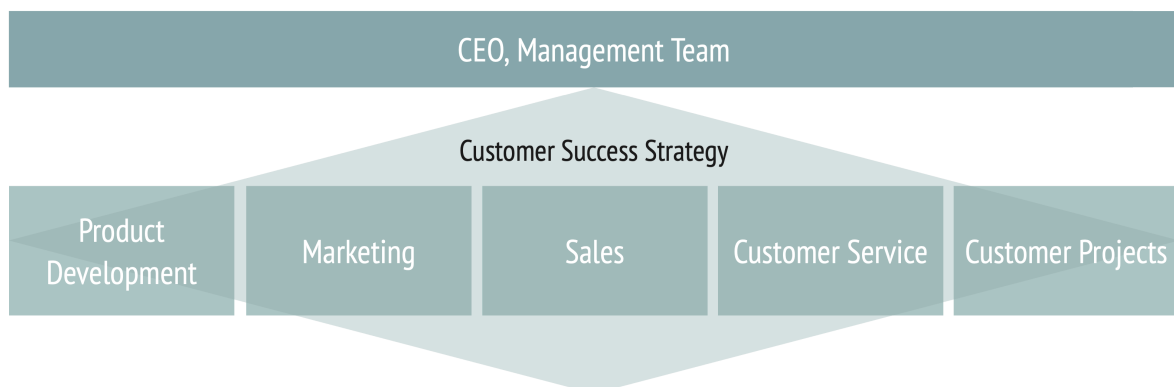 CEO, Management Team
Customer Success Strategy
Product
Development
Marketing
Sales
Customer Service
Customer Projects